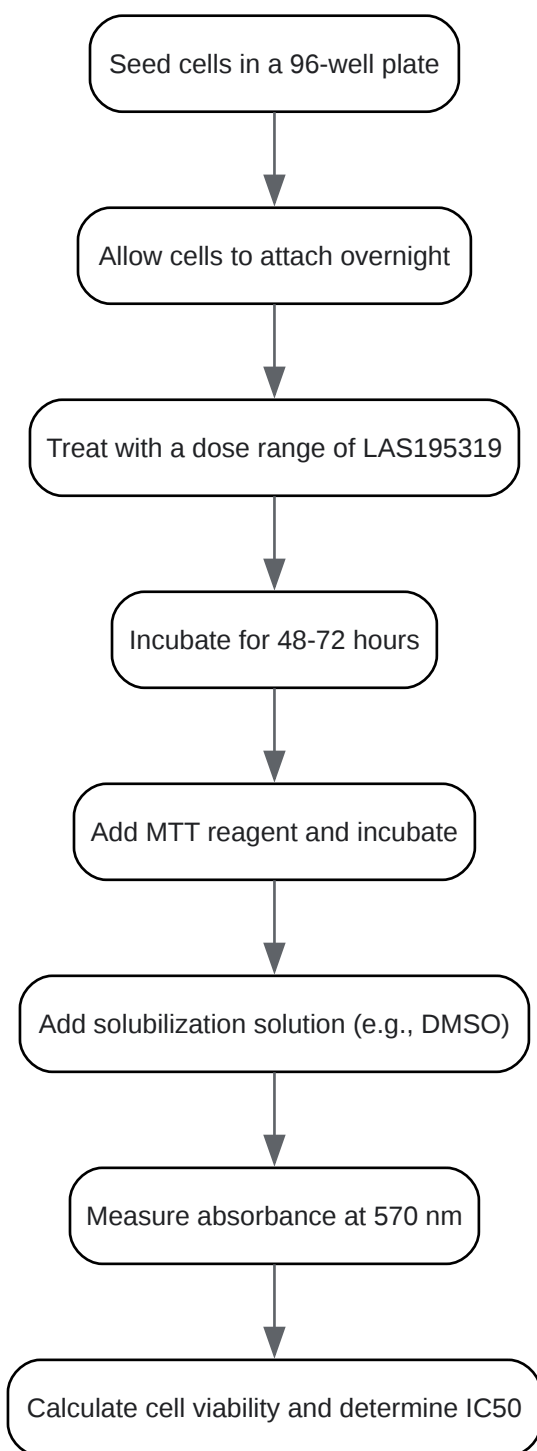 Seed cells in a 96-well plate
Allow cells to attach overnight
Treat with a dose range of LAS195319
Incubate for 48-72 hours
Add MTT reagent and incubate
Add solubilization solution (e.g., DMSO)
Measure absorbance at 570 nm
Calculate cell viability and determine IC50